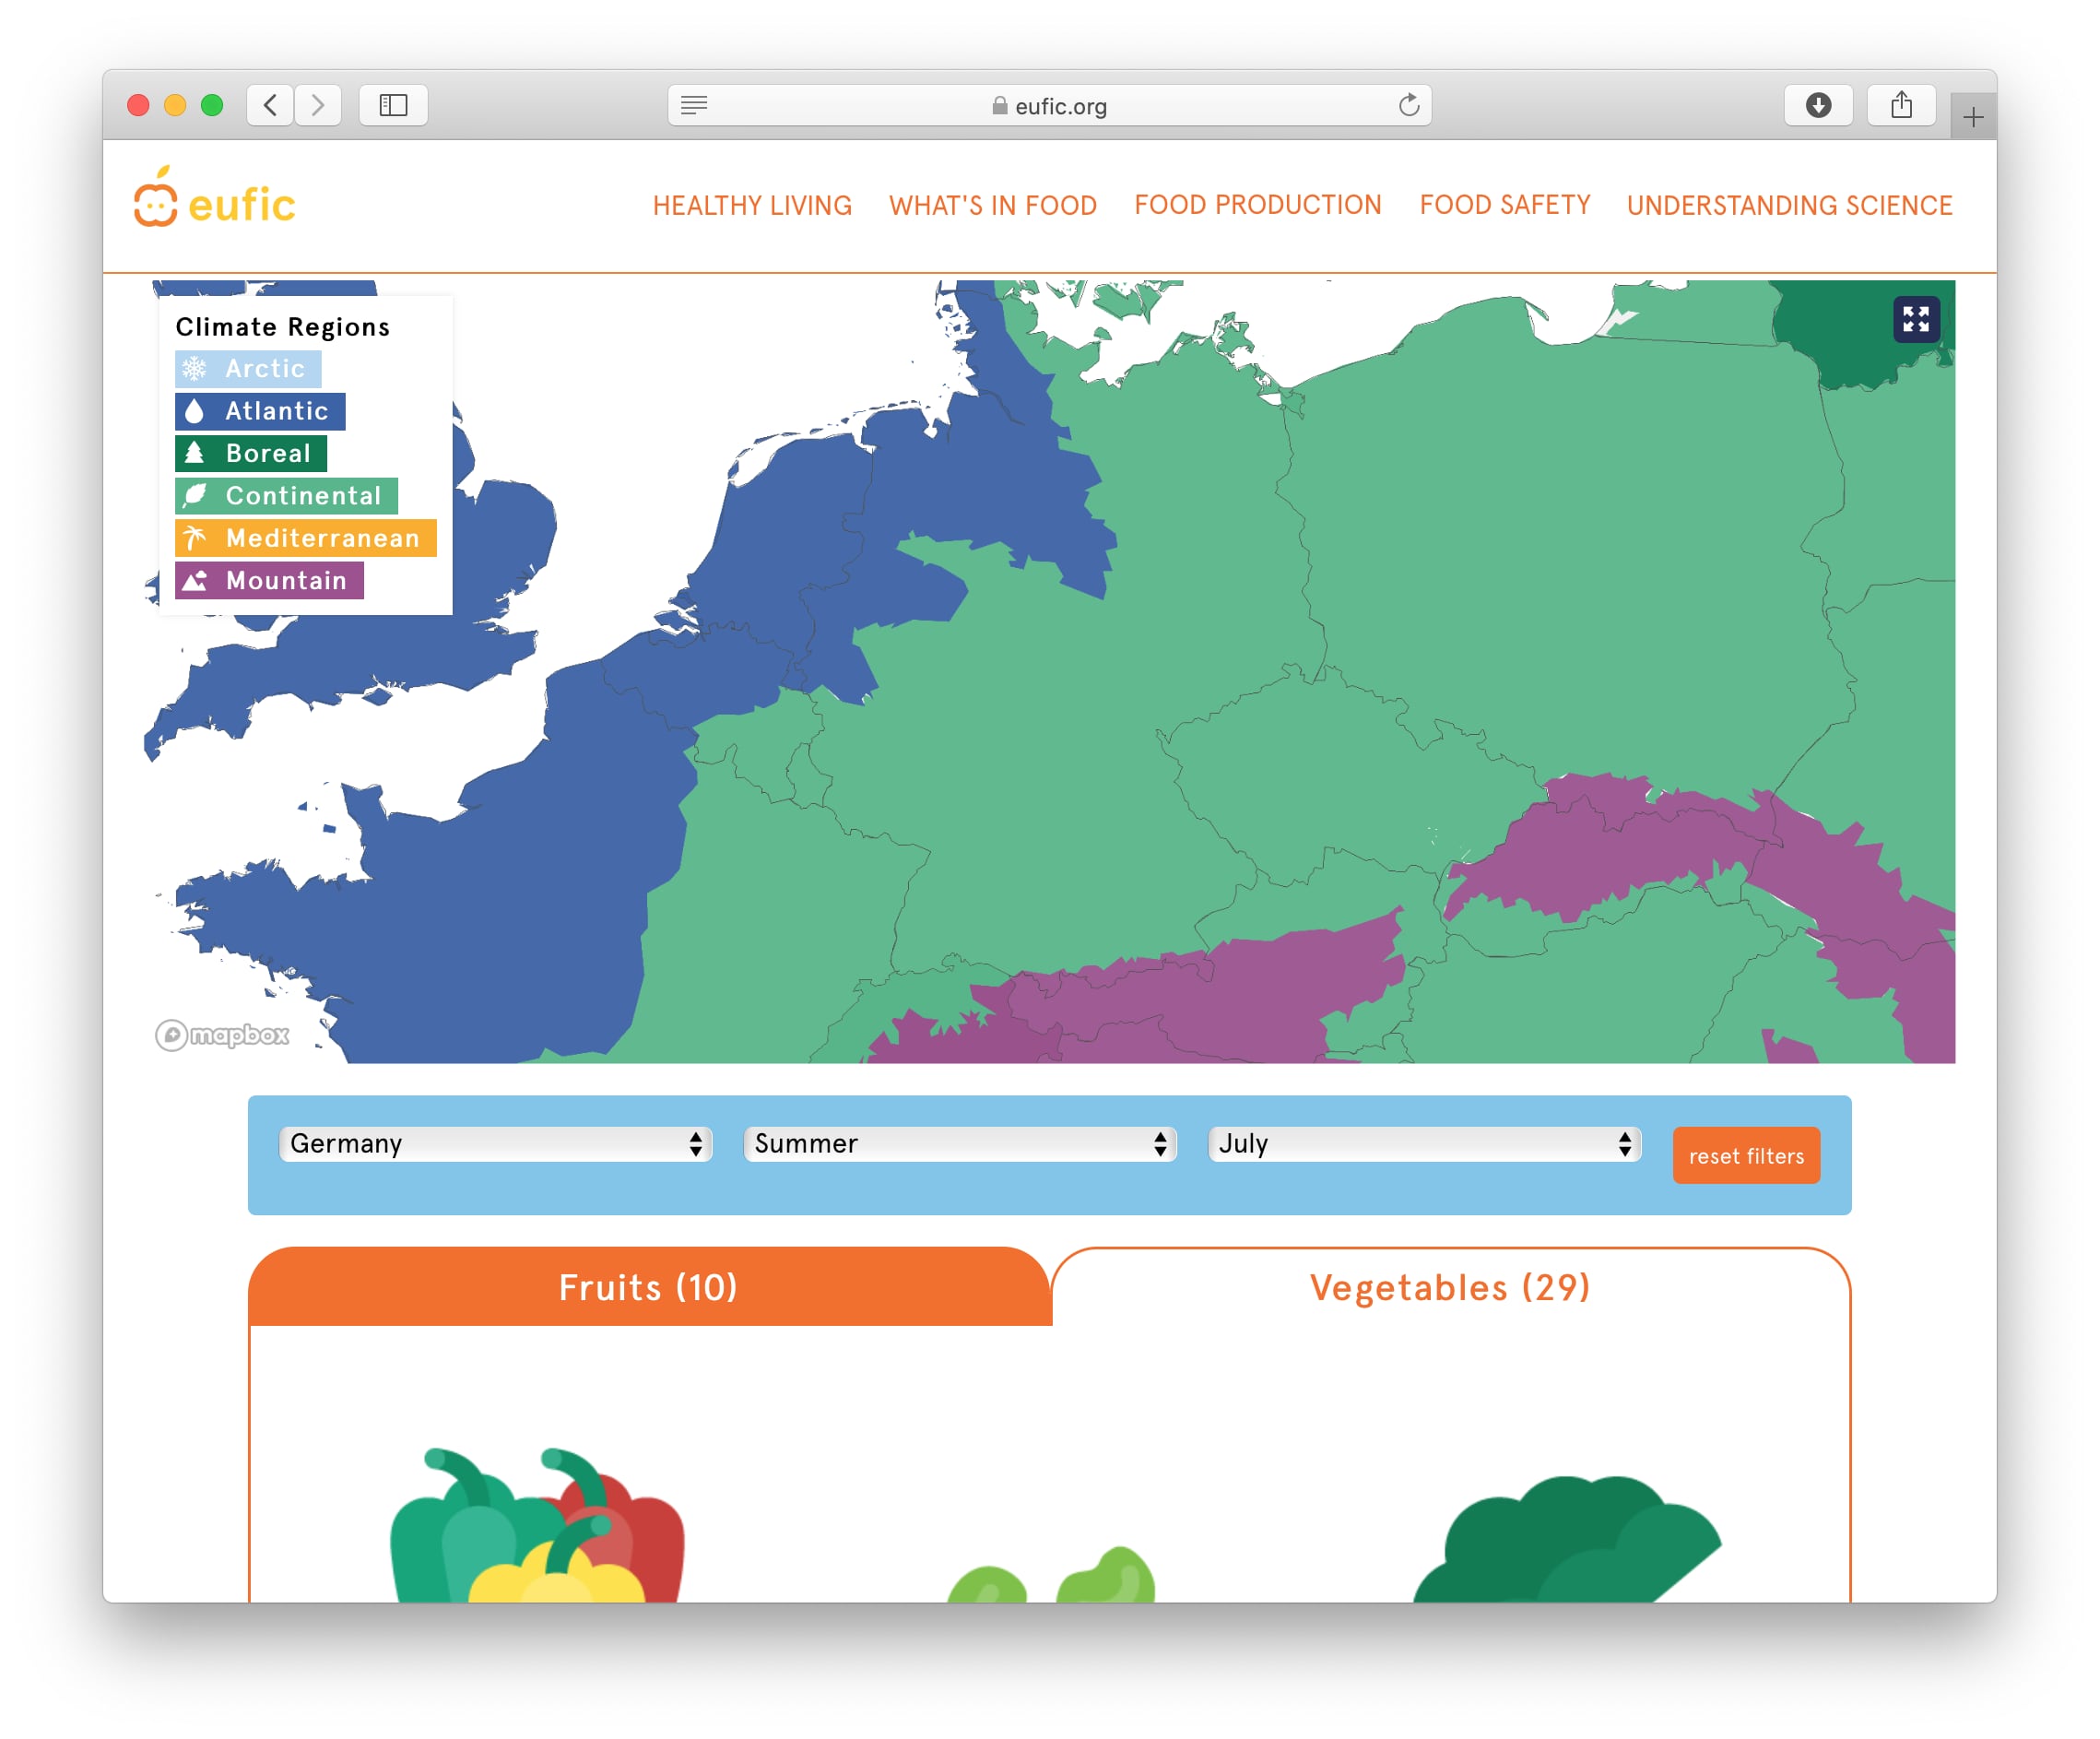 eufic.org
eufic
HEALTHY LIVING WHAT'S IN FOOD FOOD PRODUCTION FOOD SAFETY UNDERSTANDING SCIENCE
Climate Regions
Arctic
Atlantic
Boreal
Continental
Mediterranean
Mountain
mapbox
Germany Summer July reset filters
Fruits (10) Vegetables (29)